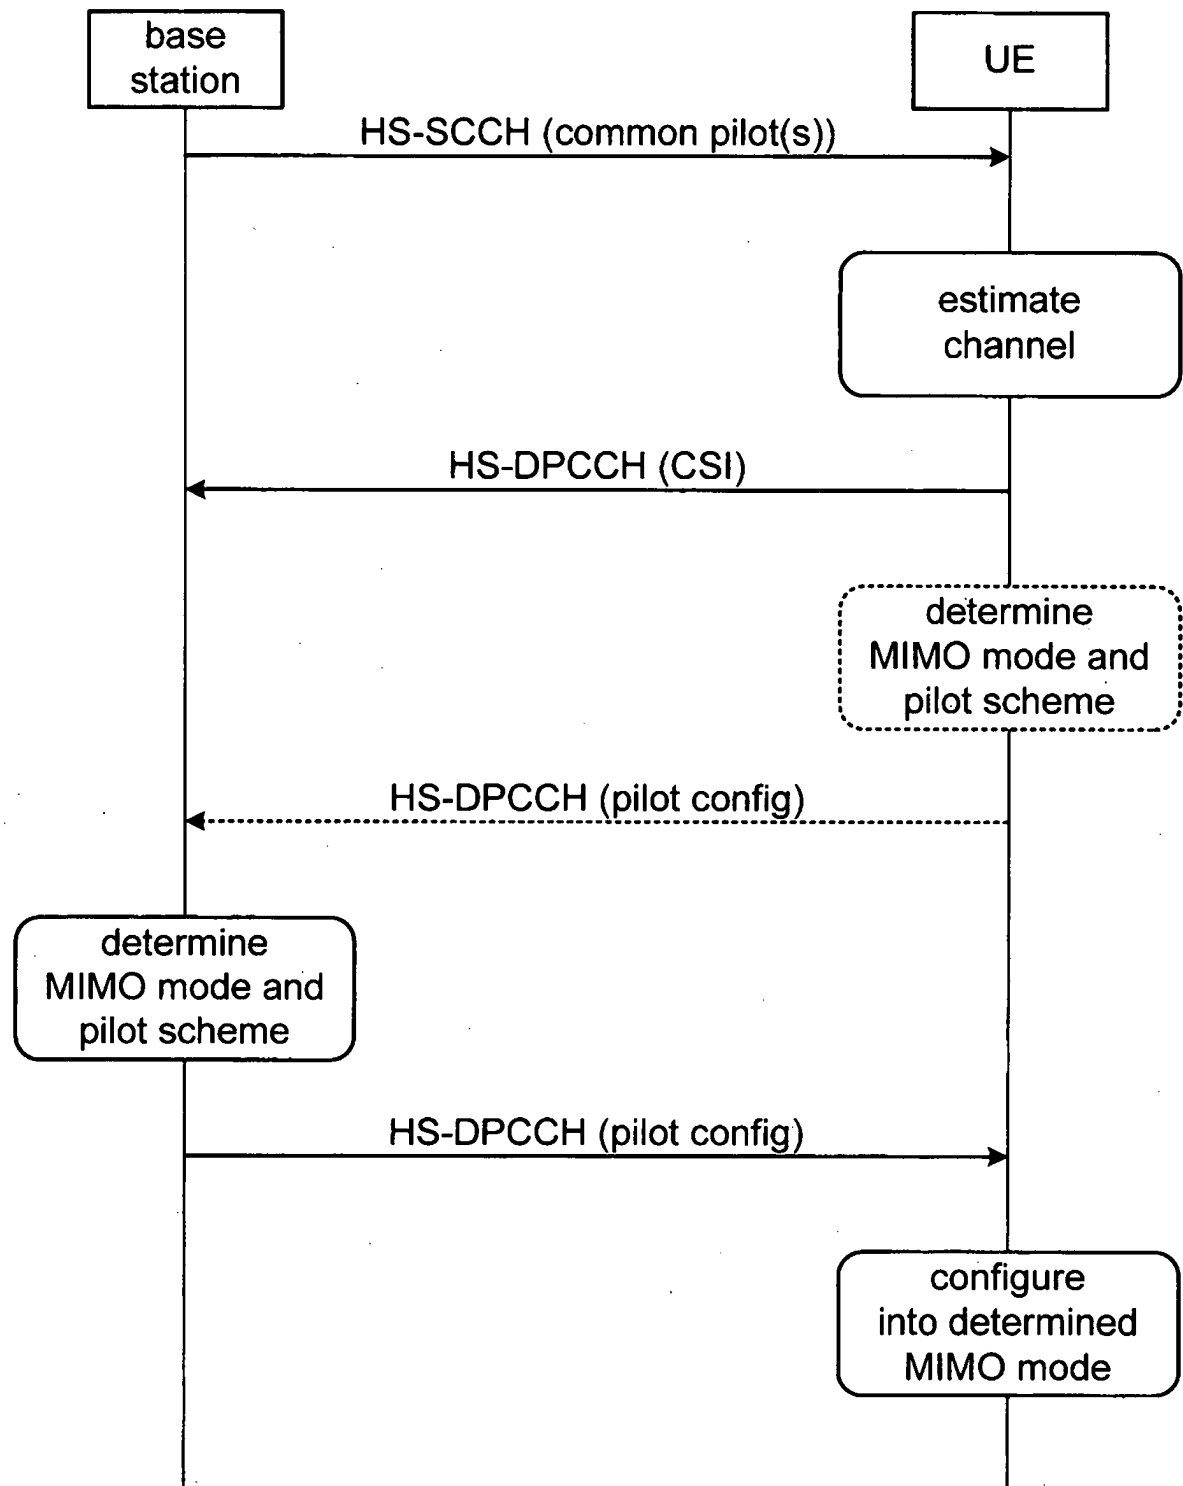 base
station
UE
HS-SCCH (common pilot(s))
estimate
channel
HS-DPCCH (CSI)
determine
MIMO mode and
pilot scheme
HS-DPCCH (pilot config)
determine
MIMO mode and
pilot scheme
HS-DPCCH (pilot config)
configure
into determined
MIMO mode